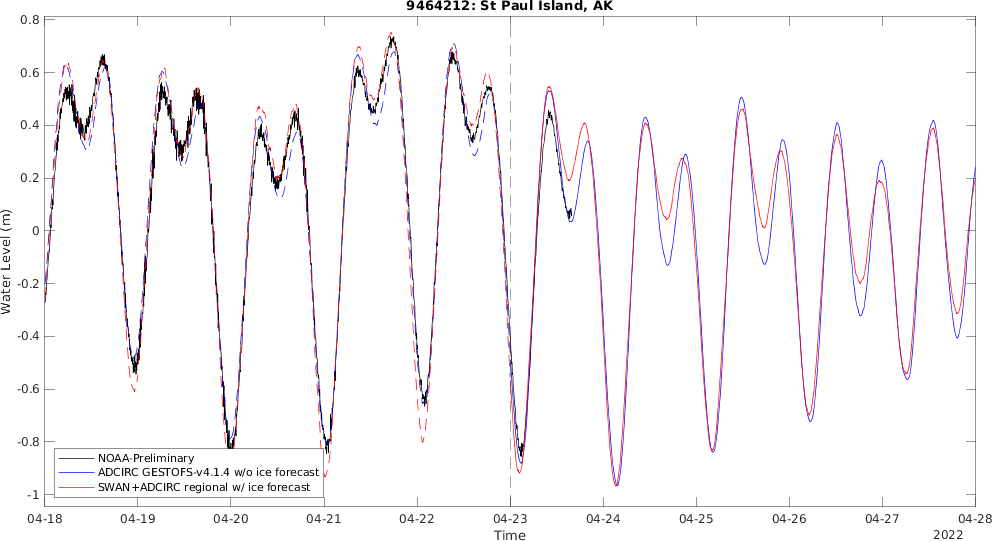 9464212: St Paul Island, AK
0.8
0.6
0.4
0.2
0
-0.2
-0.4
-0.6
-0.8
-1
Water Level (m)
NOAA-Preliminary
ADCIRC GESTOFS-v4.1.4 w/o ice forecast
SWAN+ADCIRC regional w/ ice forecast
04-18 04-19 04-20 04-21 04-22 04-23 04-24 04-25 04-26 04-27 04-28
Time
2022